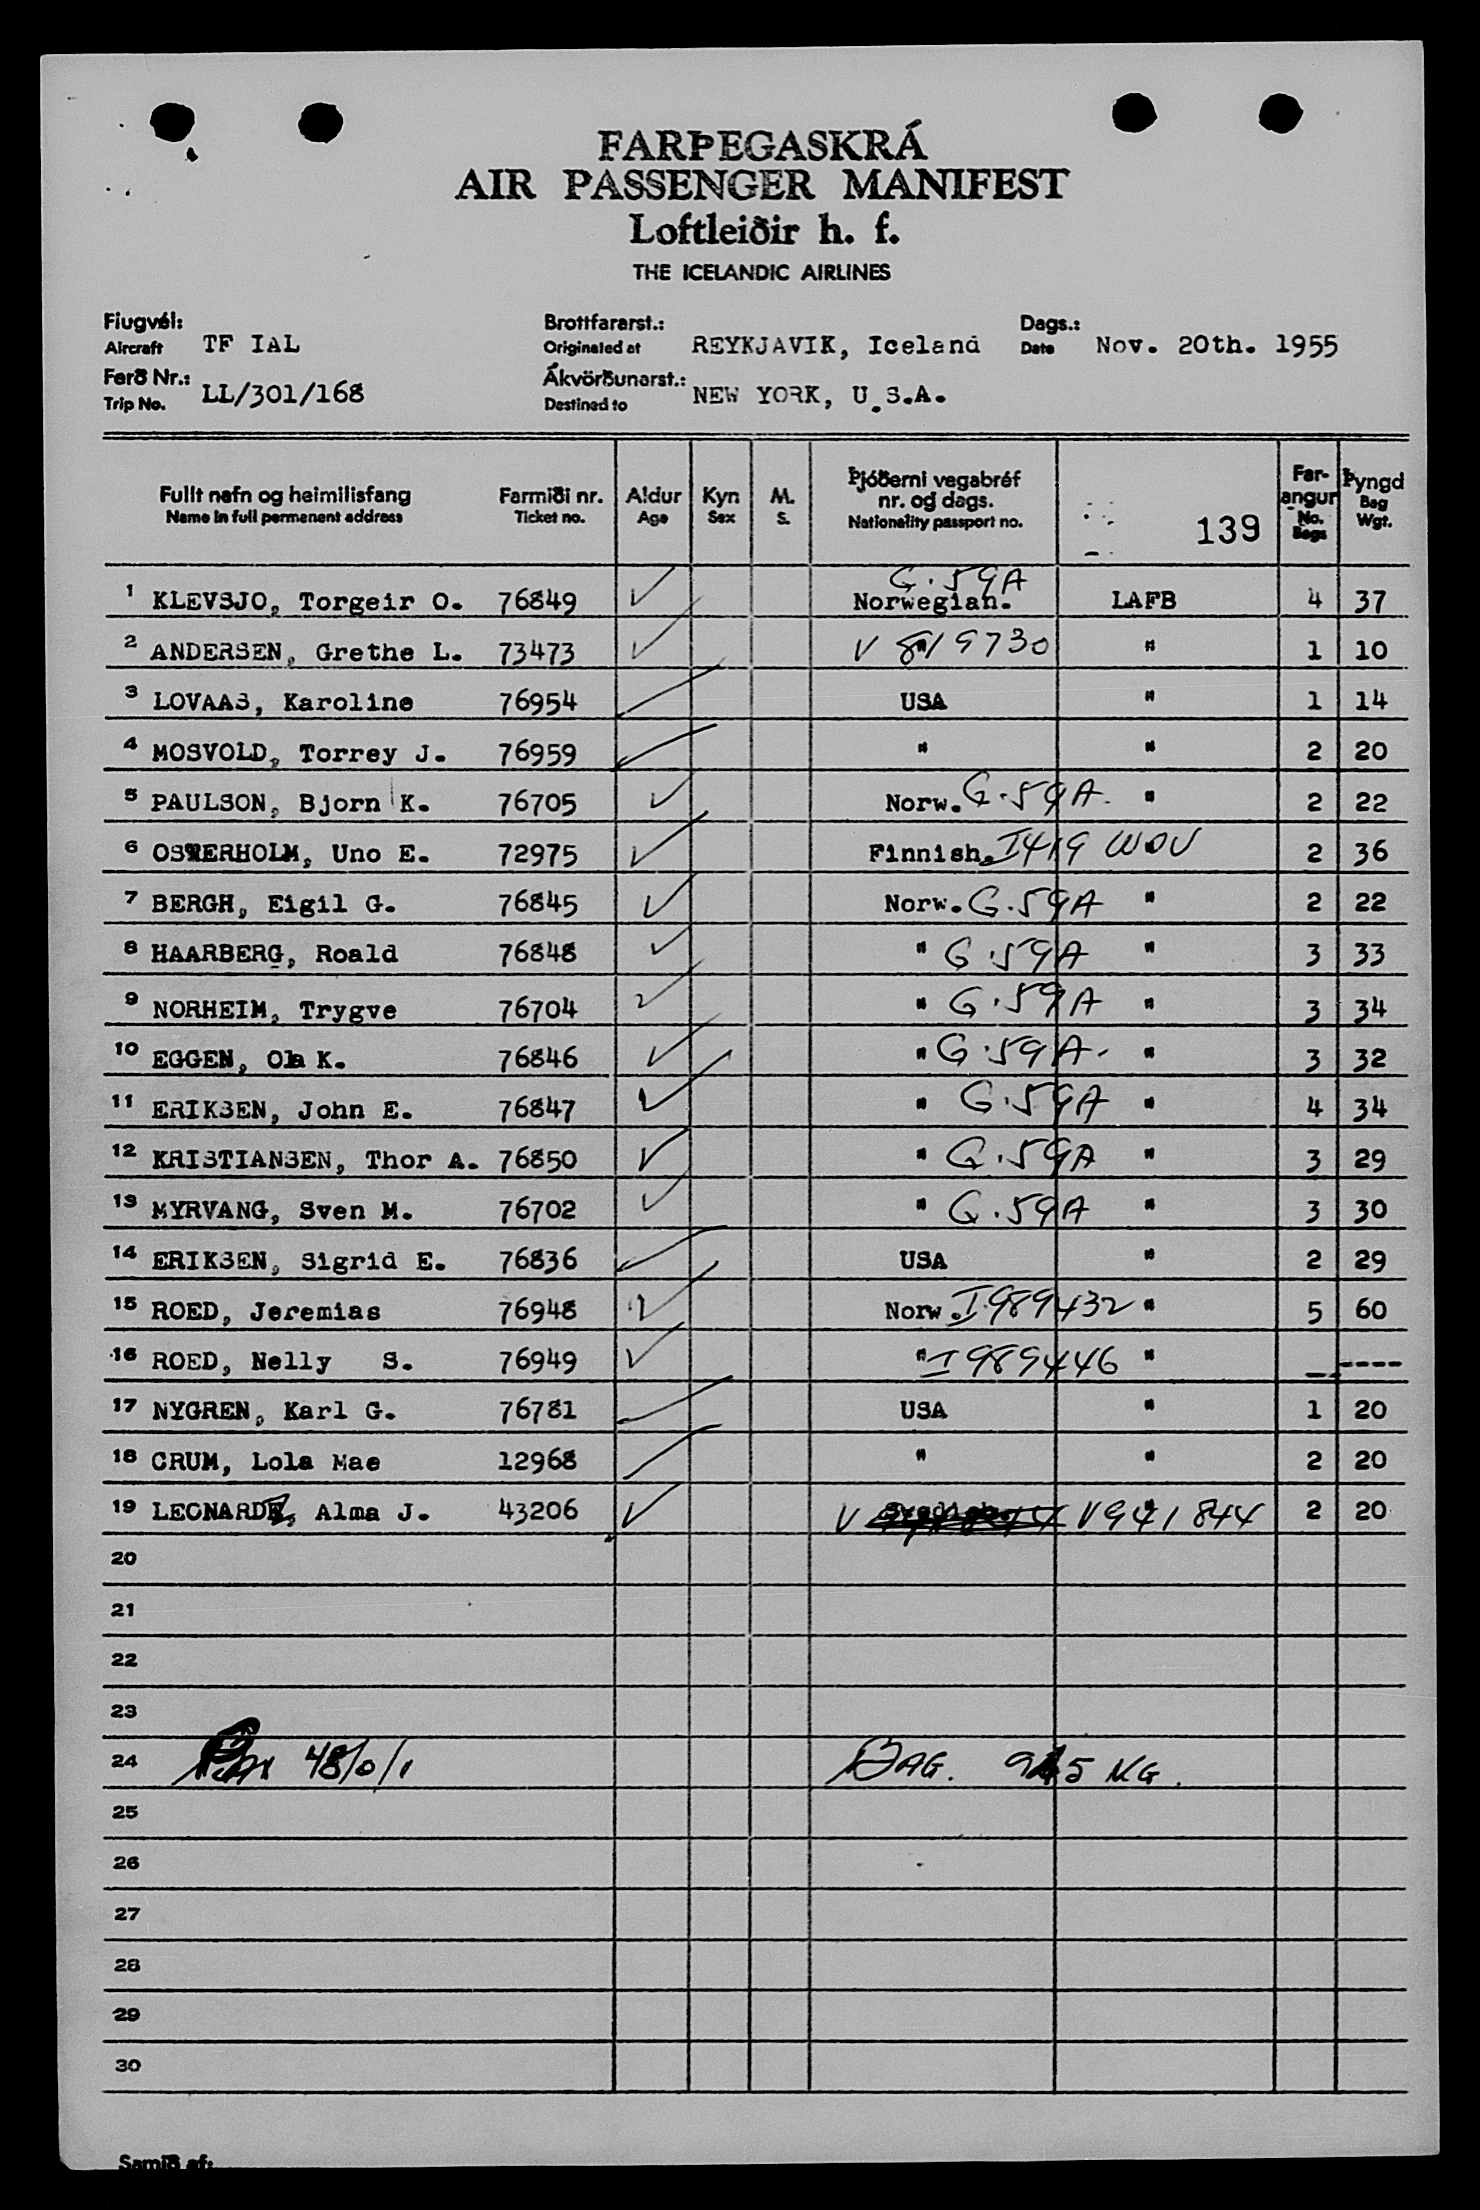 FARÞEGASKRÁ
AIR PASSENGER MANIFEST
Loftleiðir h. f.
THE ICELANDIC AIRLINES
Flugvél: Brottfararst.: Dags.:
Aircraft TF IAL Originated at REYKJAVIK, Iceland Date Nov. 20th. 1955
Ferð Nr.: Ákvörðunarst.:
Trip No. LL/301/168 Destined to NEW YORK, U.S.A.
Fullt nafn og heimilisfang Farmiði nr. Aldur Kyn M. Þjóðerni vegabréf nr. og dags. Far-angur Þyngd
Name in full permanent address Ticket no. Age Sex S. Nationality passport no. 139 No. Bags Bag Wgt.
G.59A
1 KLEVSJO, Torgeir O. 76849 Norwegian. LAFB 4 37
2 ANDERSEN, Grethe L. 73473 V 819730 " 1 10
3 LOVAAS, Karoline 76954 USA " 1 14
4 MOSVOLD, Torrey J. 76959 " " 2 20
5 PAULSON, Bjorn K. 76705 Norw. G.59A. " 2 22
6 OSTERHOLM, Uno E. 72975 Finnish. I419 WOV 2 36
7 BERGH, Eigil G. 76845 Norw. G.59A " 2 22
8 HAARBERG, Roald 76848 " G.59A " 3 33
9 NORHEIM, Trygve 76704 " G.59A " 3 34
10 EGGEN, Ola K. 76846 " G.59A. " 3 32
11 ERIKSEN, John E. 76847 " G.59A " 4 34
12 KRISTIANSEN, Thor A. 76850 " G.59A " 3 29
13 MYRVANG, Sven M. 76702 " G.59A " 3 30
14 ERIKSEN, Sigrid E. 76836 USA " 2 29
15 ROED, Jeremias 76948 Norw. I.989432 " 5 60
16 ROED, Nelly S. 76949 " I989446 " -- ----
17 NYGREN, Karl G. 76781 USA " 1 20
18 CRUM, Lola Mae 12968 " " 2 20
19 LEONARDZ, Alma J. 43206 V V941844 " 2 20
20
21
22
23
24 Pax 48/0/1 BAG. 945 KG.
25
26
27
28
29
30
Samið af: